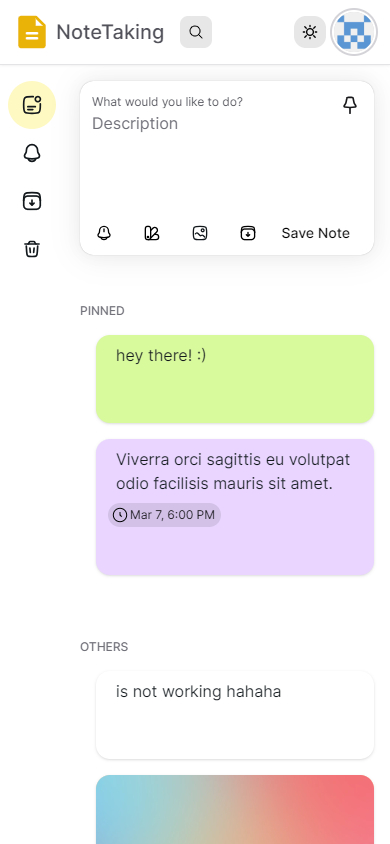 NoteTaking
What would you like to do?
Description
Save Note
PINNED
hey there! :)
Viverra orci sagittis eu volutpat
odio facilisis mauris sit amet.
Mar 7, 6:00 PM
OTHERS
is not working hahaha